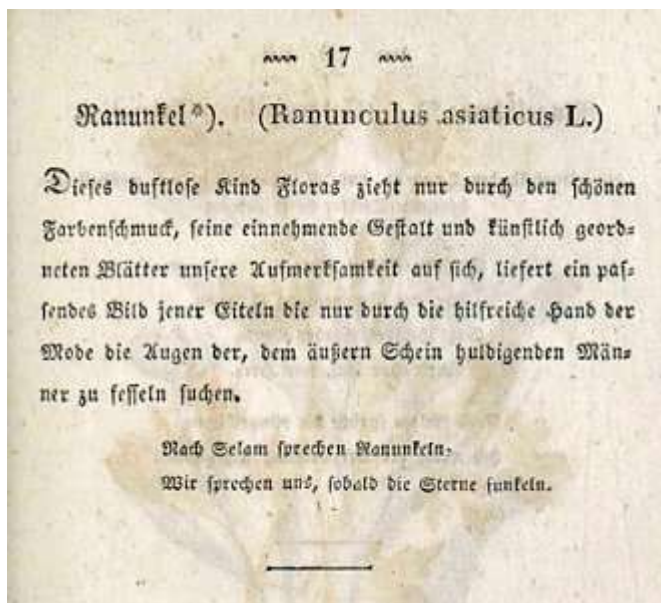 17
Ranunkel*). (Ranunculus asiaticus L.)
Dieses duftlose Kind Floras zieht nur durch den schönen
Farbenschmuck, seine einnehmende Gestalt und künstlich geord-
neten Blätter unsere Aufmerksamkeit auf sich, liefert ein pas-
sendes Bild jener Eiteln die nur durch die hilfreiche Hand der
Mode die Augen der, dem äußern Schein huldigenden Män-
ner zu fesseln suchen.
Nach Selam sprechen Ranunkeln.
Wir sprechen uns, sobald die Sterne funkeln.